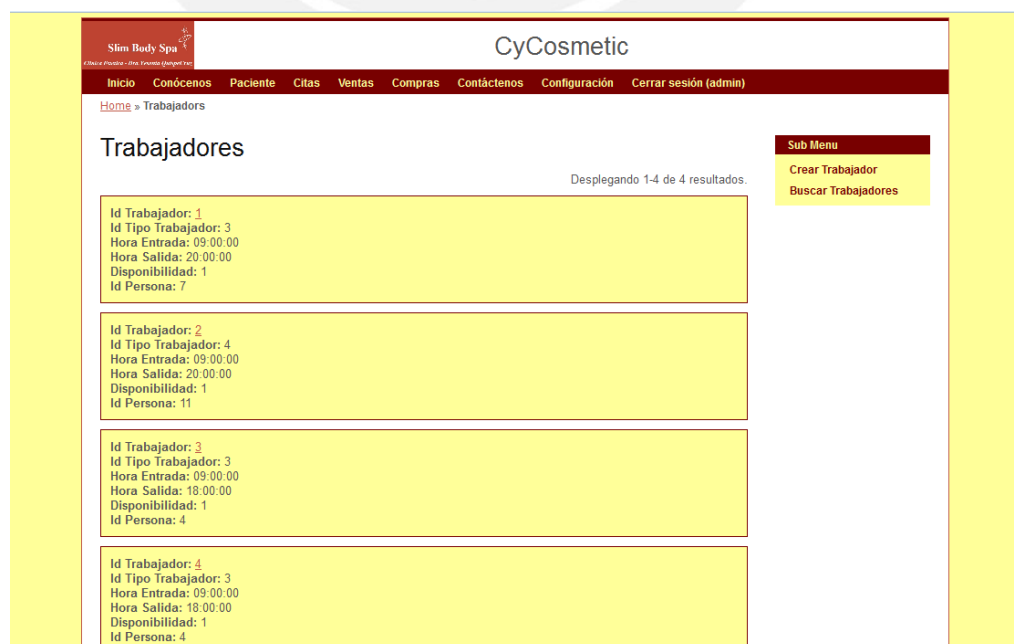 Slim Body Spa
CyCosmetic
Inicio Conócenos Paciente Citas Ventas Compras Contáctenos Configuración Cerrar sesión (admin)
Home » Trabajadors
Trabajadores
Desplegando 1-4 de 4 resultados.
Id Trabajador: 1
Id Tipo Trabajador: 3
Hora Entrada: 09:00:00
Hora Salida: 20:00:00
Disponibilidad: 1
Id Persona: 7
Id Trabajador: 2
Id Tipo Trabajador: 4
Hora Entrada: 09:00:00
Hora Salida: 20:00:00
Disponibilidad: 1
Id Persona: 11
Id Trabajador: 3
Id Tipo Trabajador: 3
Hora Entrada: 09:00:00
Hora Salida: 18:00:00
Disponibilidad: 1
Id Persona: 4
Id Trabajador: 4
Id Tipo Trabajador: 3
Hora Entrada: 09:00:00
Hora Salida: 18:00:00
Disponibilidad: 1
Id Persona: 4
Sub Menu
Crear Trabajador
Buscar Trabajadores